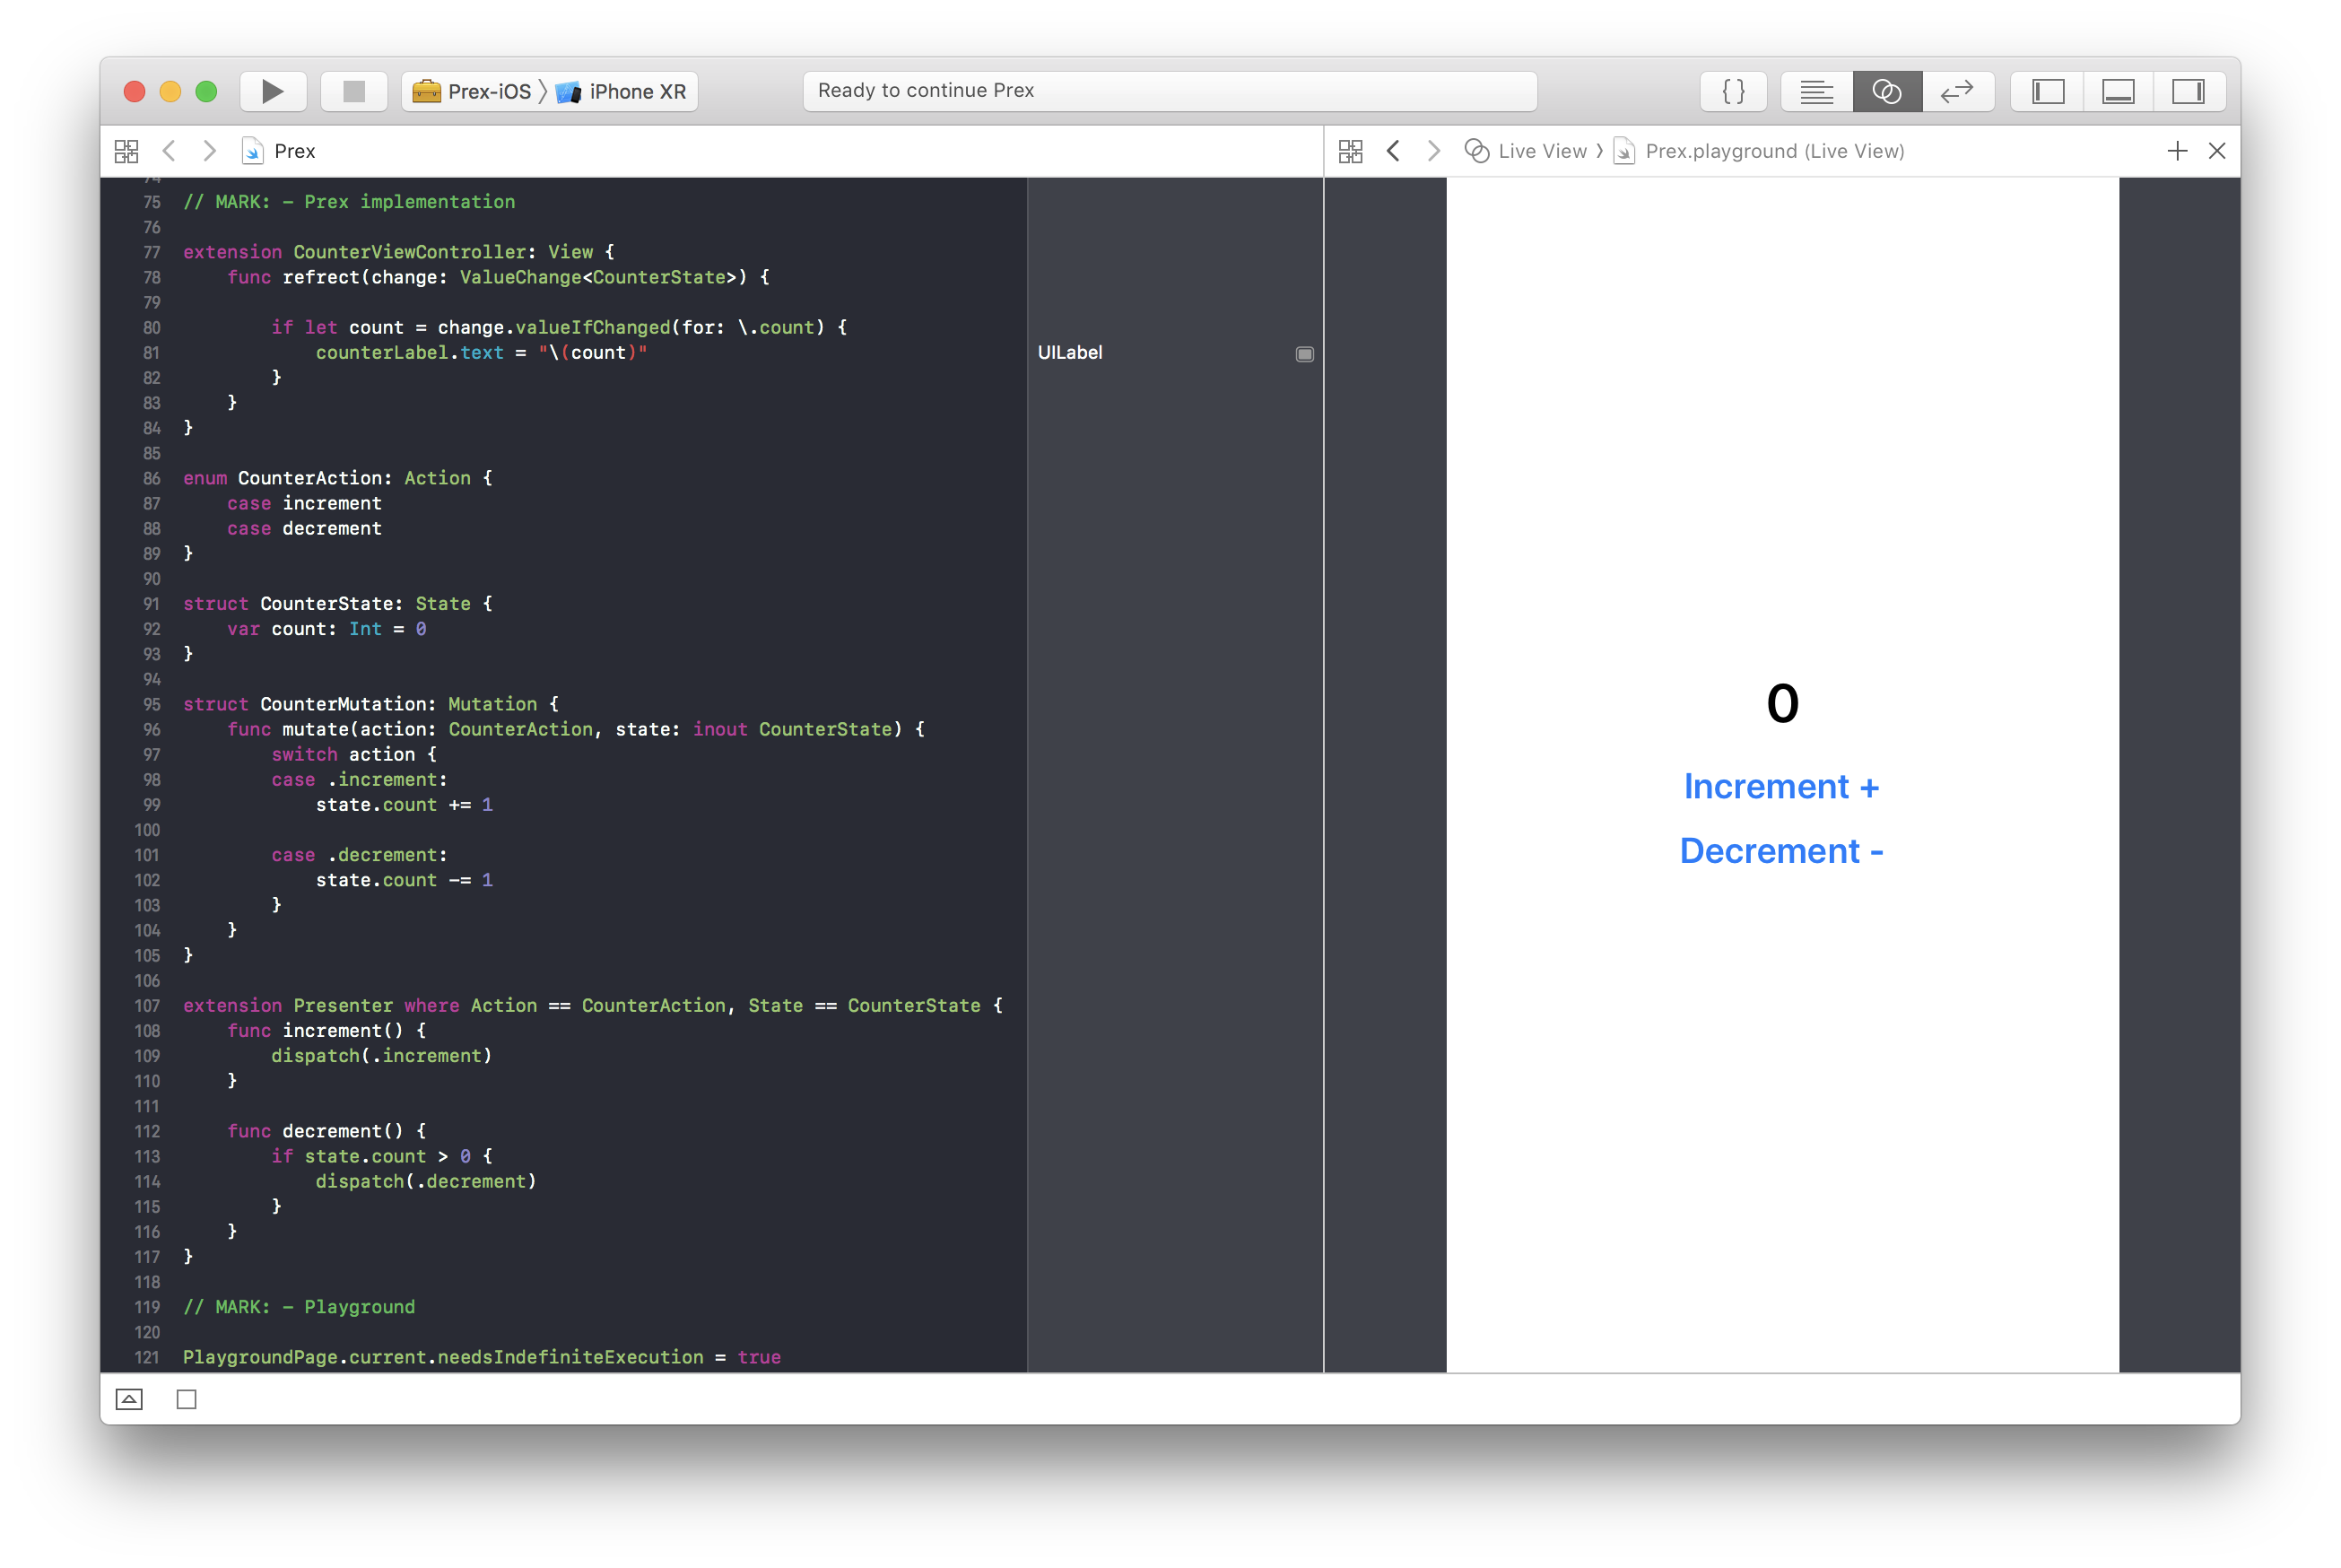 Prex-iOS 〉 iPhone XR
Ready to continue Prex
{ }
Prex
Live View 〉 Prex.playground (Live View)
74
75 // MARK: - Prex implementation
76
77 extension CounterViewController: View {
78     func refrect(change: ValueChange<CounterState>) {
79
80         if let count = change.valueIfChanged(for: \.count) {
81             counterLabel.text = "\(count)"
82         }
83     }
84 }
85
86 enum CounterAction: Action {
87     case increment
88     case decrement
89 }
90
91 struct CounterState: State {
92     var count: Int = 0
93 }
94
95 struct CounterMutation: Mutation {
96     func mutate(action: CounterAction, state: inout CounterState) {
97         switch action {
98         case .increment:
99             state.count += 1
100
101         case .decrement:
102             state.count -= 1
103         }
104     }
105 }
106
107 extension Presenter where Action == CounterAction, State == CounterState {
108     func increment() {
109         dispatch(.increment)
110     }
111
112     func decrement() {
113         if state.count > 0 {
114             dispatch(.decrement)
115         }
116     }
117 }
118
119 // MARK: - Playground
120
121 PlaygroundPage.current.needsIndefiniteExecution = true
UILabel
0
Increment +
Decrement -